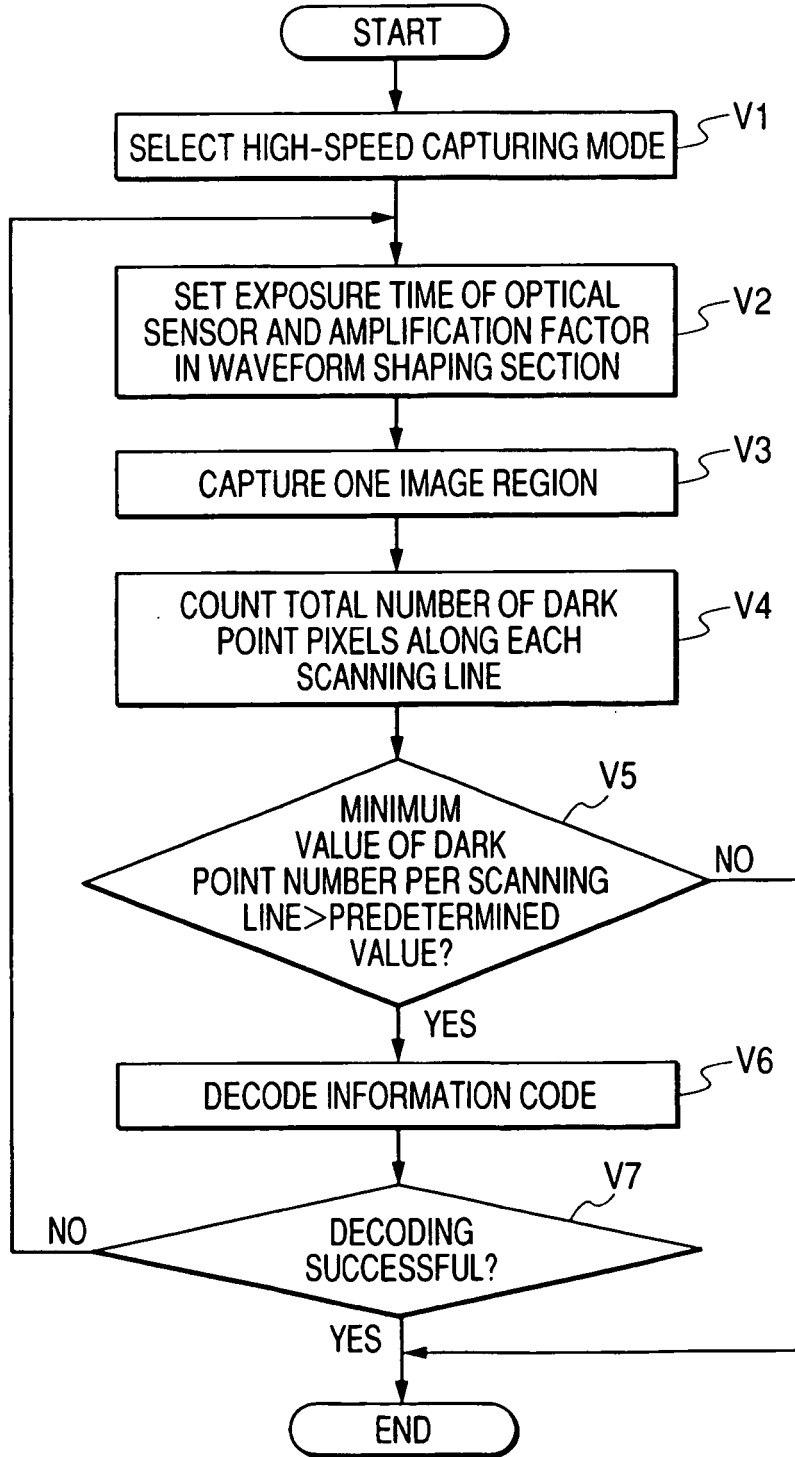 START
SELECT HIGH-SPEED CAPTURING MODE
V1
SET EXPOSURE TIME OF OPTICAL
SENSOR AND AMPLIFICATION FACTOR
IN WAVEFORM SHAPING SECTION
V2
CAPTURE ONE IMAGE REGION
V3
COUNT TOTAL NUMBER OF DARK
POINT PIXELS ALONG EACH
SCANNING LINE
V4
MINIMUM
VALUE OF DARK
POINT NUMBER PER SCANNING
LINE>PREDETERMINED
VALUE?
V5
NO
YES
DECODE INFORMATION CODE
V6
DECODING
SUCCESSFUL?
V7
NO
YES
END